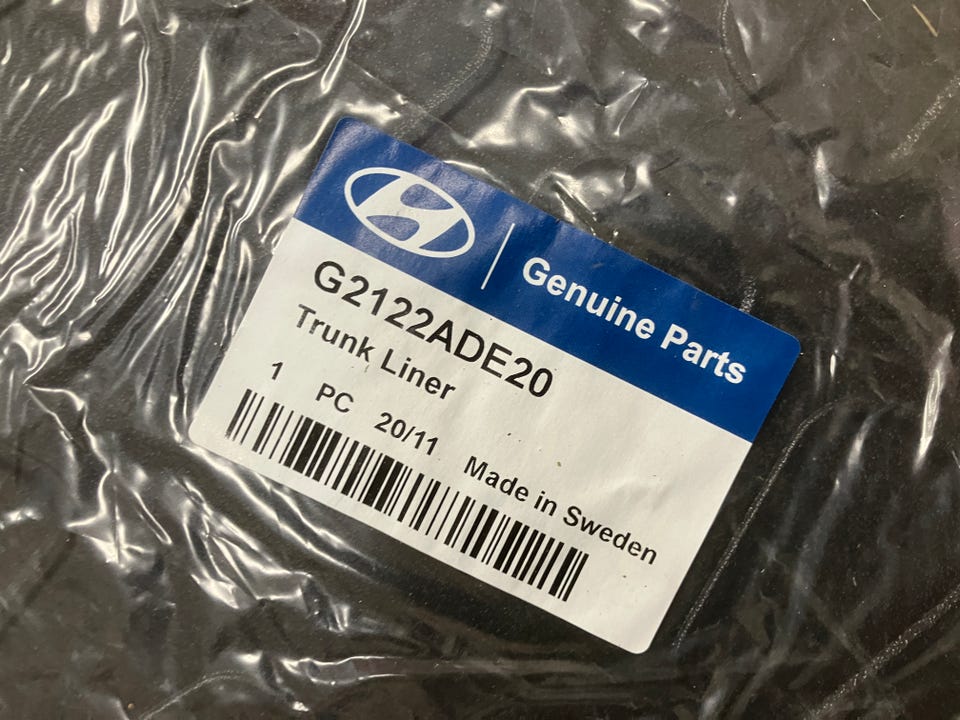 Genuine Parts
G2122ADE20
Trunk Liner
1 PC 20/11 Made in Sweden